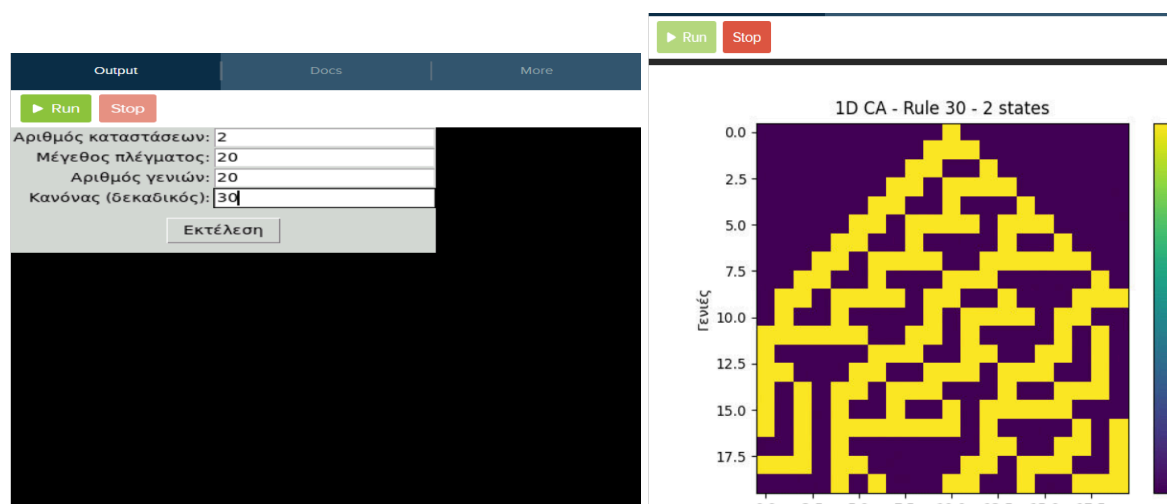 Output Docs More
Run Stop
Αριθμός καταστάσεων: 2
Μέγεθος πλέγματος: 20
Αριθμός γενιών: 20
Κανόνας (δεκαδικός): 30
Εκτέλεση
Run Stop
1D CA - Rule 30 - 2 states
0.0
2.5
5.0
7.5
10.0
12.5
15.0
17.5
Γενιές